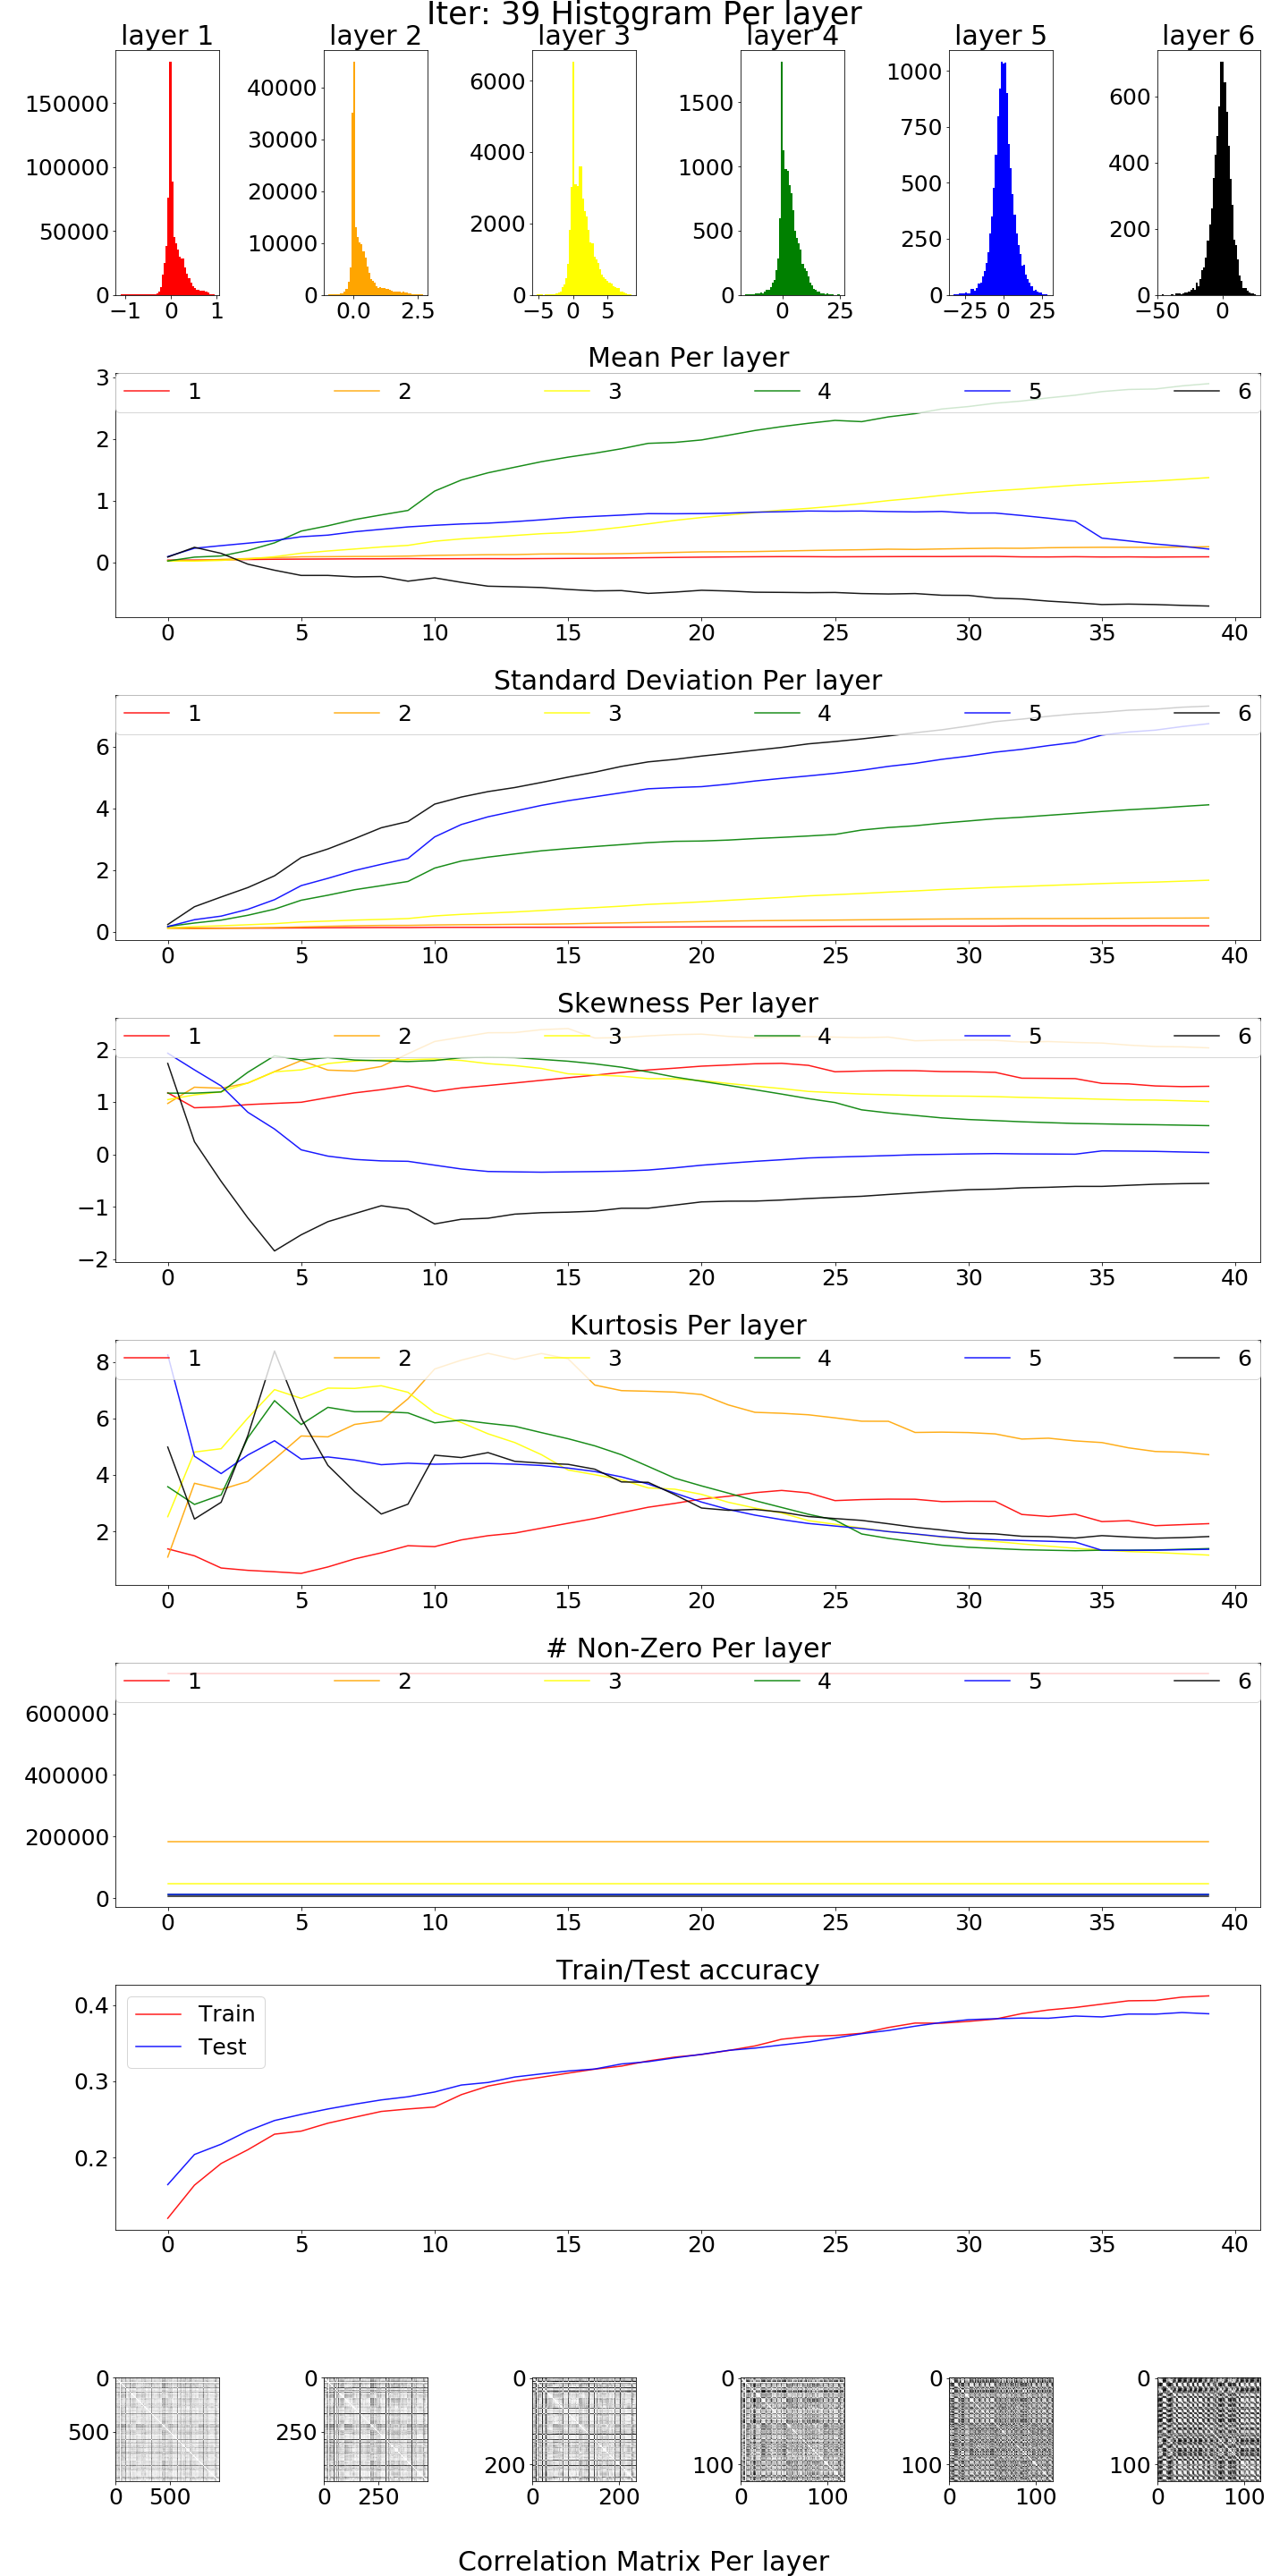 Iter: 39 Histogram Per layer
layer 1 layer 2 layer 3 layer 4 layer 5 layer 6
150000 100000 50000 0 −1 0 1
40000 30000 20000 10000 0 0.0 2.5
6000 4000 2000 0 −5 0 5
1500 1000 500 0 0 25
1000 750 500 250 0 −25 0 25
600 400 200 0 −50 0
Mean Per layer
1 2 3 4 5 6
3
2
1
0
0 5 10 15 20 25 30 35 40
Standard Deviation Per layer
1 2 3 4 5 6
6
4
2
0
0 5 10 15 20 25 30 35 40
Skewness Per layer
1 2 3 4 5 6
2
1
0
−1
−2
0 5 10 15 20 25 30 35 40
Kurtosis Per layer
1 2 3 4 5 6
8
6
4
2
0 5 10 15 20 25 30 35 40
# Non-Zero Per layer
1 2 3 4 5 6
600000
400000
200000
0
0 5 10 15 20 25 30 35 40
Train/Test accuracy
Train
Test
0.4
0.3
0.2
0 5 10 15 20 25 30 35 40
0 500 0 500
0 250 0 250
0 200 0 200
0 100 0 100
0 100 0 100
0 100 0 100
Correlation Matrix Per layer